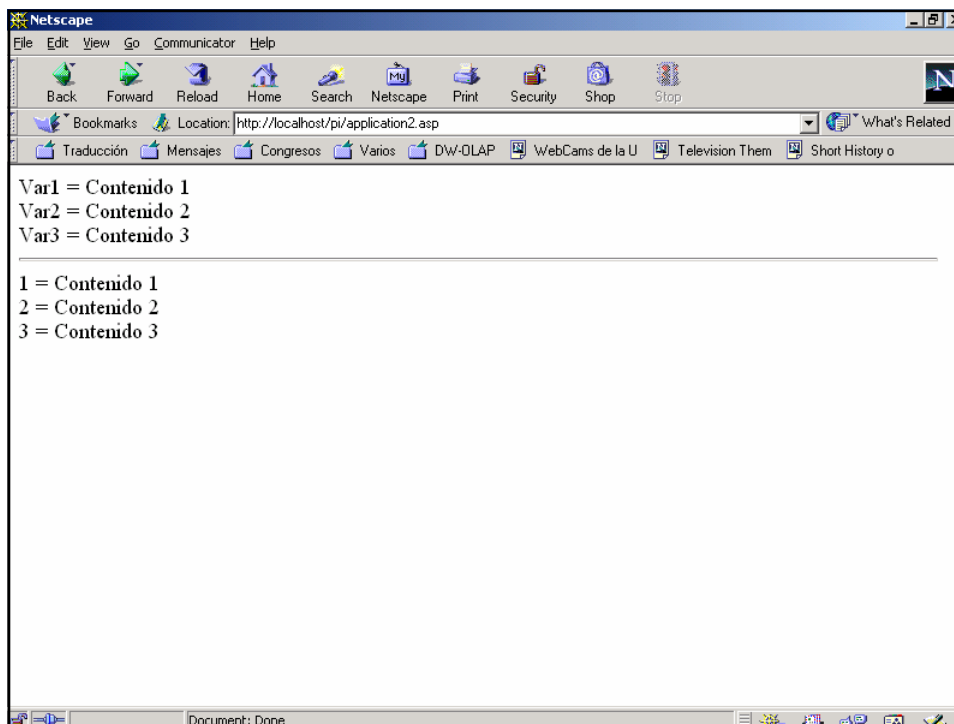 Netscape
File Edit View Go Communicator Help
My
Back Forward Reload Home Search Netscape Print Security Shop Stop
N
Bookmarks Location: http://localhost/pi/application2.asp What's Related
Traducción Mensajes Congresos Varios DW-OLAP WebCams de la U Television Them Short History o
Var1 = Contenido 1
Var2 = Contenido 2
Var3 = Contenido 3
1 = Contenido 1
2 = Contenido 2
3 = Contenido 3
Document: Done